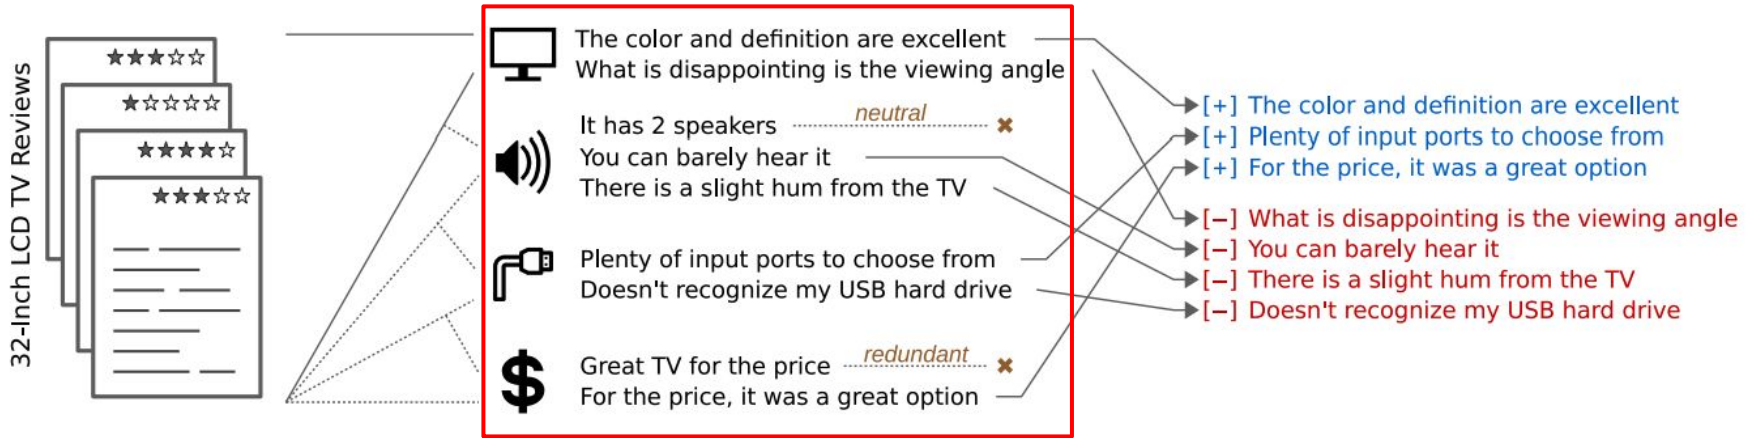 32-Inch LCD TV Reviews
The color and definition are excellent
What is disappointing is the viewing angle
It has 2 speakers neutral
You can barely hear it
There is a slight hum from the TV
Plenty of input ports to choose from
Doesn't recognize my USB hard drive
$
Great TV for the price redundant
For the price, it was a great option
[+] The color and definition are excellent
[+] Plenty of input ports to choose from
[+] For the price, it was a great option
[−] What is disappointing is the viewing angle
[−] You can barely hear it
[−] There is a slight hum from the TV
[−] Doesn't recognize my USB hard drive